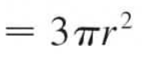 = 3πr²